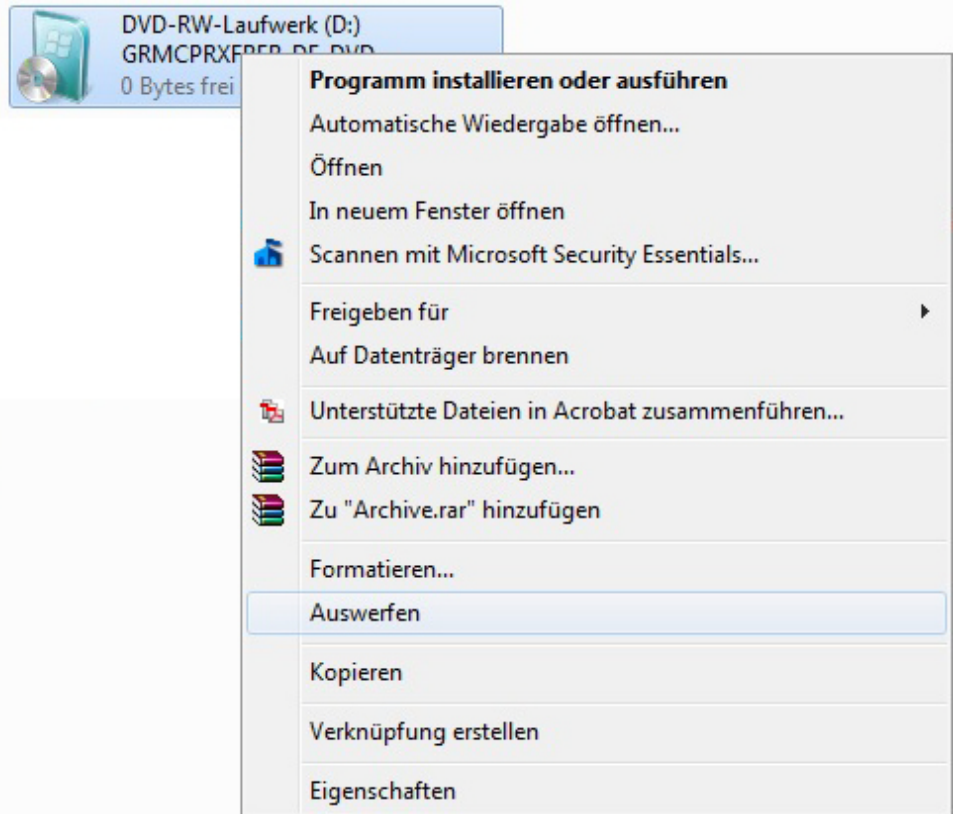 DVD-RW-Laufwerk (D:)
0 Bytes frei
Programm installieren oder ausführen
Automatische Wiedergabe öffnen...
Öffnen
In neuem Fenster öffnen
Scannen mit Microsoft Security Essentials...
Freigeben für
Auf Datenträger brennen
Unterstützte Dateien in Acrobat zusammenführen...
Zum Archiv hinzufügen...
Zu "Archive.rar" hinzufügen
Formatieren...
Auswerfen
Kopieren
Verknüpfung erstellen
Eigenschaften